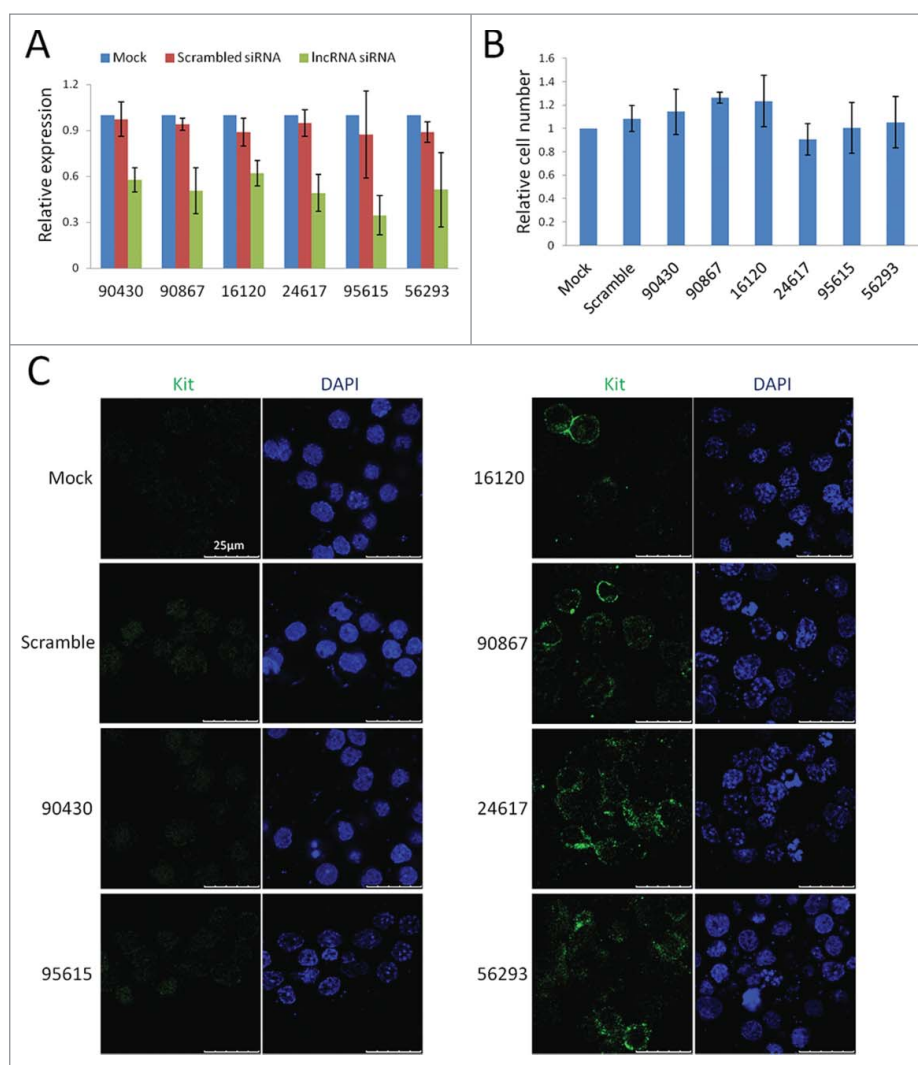 A
Mock Scrambled siRNA lncRNA siRNA
Relative expression
1.2
0.9
0.6
0.3
0
90430 90867 16120 24617 95615 56293
B
Relative cell number
1.6
1.4
1.2
1
0.8
0.6
0.4
0.2
0
Mock Scramble 90430 90867 16120 24617 95615 56293
C
Kit DAPI
Mock
25μm
Scramble
90430
95615
Kit DAPI
16120
90867
24617
56293